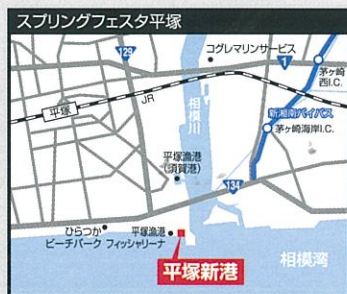 スプリングフェスタ平塚
129
コグレマリンサービス
1
茅ヶ崎
西I.C.
平塚
JR
相模川
新湘南バイパス
茅ヶ崎海岸I.C.
平塚漁港
(須賀港)
134
ひらつか
ビーチパーク
平塚漁港
フィッシャリーナ
平塚新港
相模湾